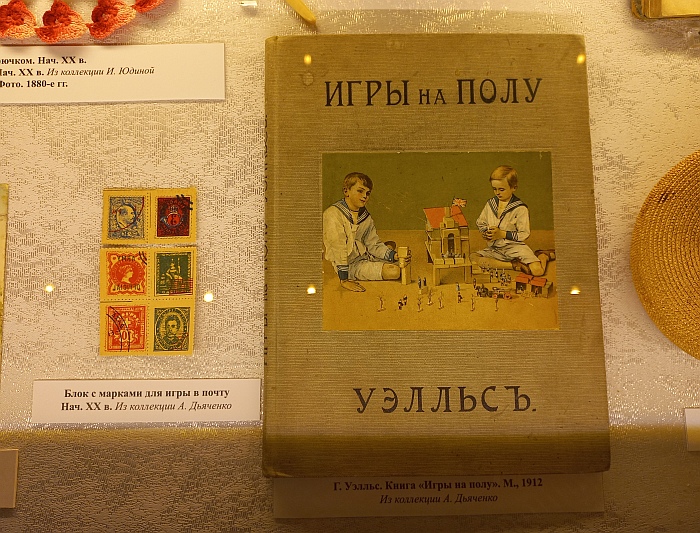 рючком. Нач. XX в.
Нач. XX в. Из коллекции И. Юдиной
Фото. 1880-е гг.
ИГРЫ НА ПОЛУ
УЭЛЛЬСЪ.
Блок с марками для игры в почту
Нач. XX в. Из коллекции А. Дьяченко
Г. Уэллс. Книга «Игры на полу». М., 1912
Из коллекции А. Дьяченко